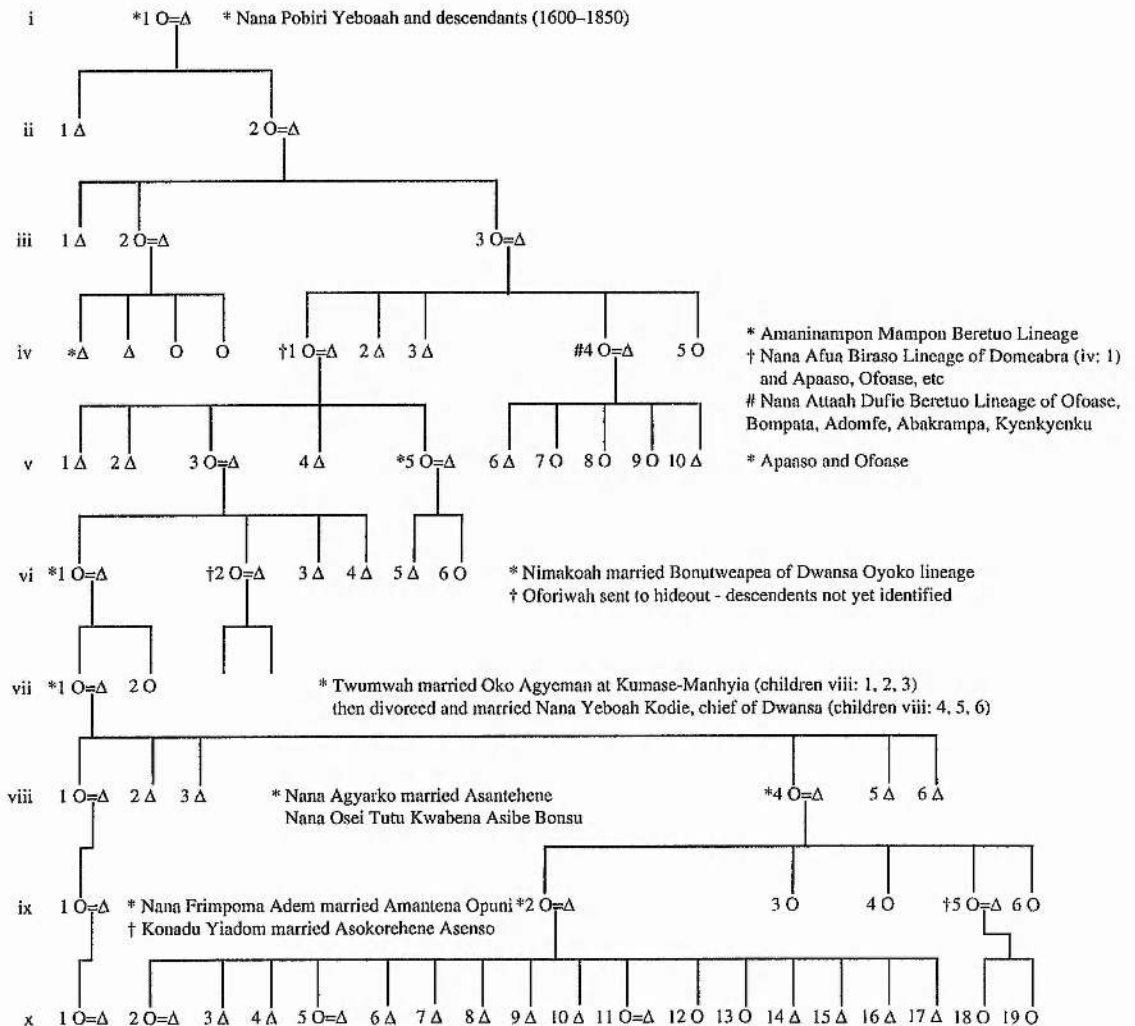 i *1 O=Δ * Nana Pobiri Yeboaah and descendants (1600–1850)
ii 1 Δ 2 O=Δ
iii 1 Δ 2 O=Δ 3 O=Δ
iv *Δ Δ O O †1 O=Δ 2 Δ 3 Δ #4 O=Δ 5 O
* Amaninampon Mampon Beretuo Lineage
† Nana Afua Biraso Lineage of Domeabra (iv: 1)
and Apaaso, Ofoase, etc
# Nana Attaah Dufie Beretuo Lineage of Ofoase,
Bompata, Adomfe, Abakrampa, Kyenkyenku
v 1 Δ 2 Δ 3 O=Δ 4 Δ *5 O=Δ 6 Δ 7 O 8 O 9 O 10 Δ * Apaaso and Ofoase
vi *1 O=Δ †2 O=Δ 3 Δ 4 Δ 5 Δ 6 O * Nimakoah married Bonutweapea of Dwansa Oyoko lineage
† Oforiwah sent to hideout - descendents not yet identified
vii *1 O=Δ 2 O * Twumwah married Oko Agyeman at Kumase-Manhyia (children viii: 1, 2, 3)
then divorced and married Nana Yeboah Kodie, chief of Dwansa (children viii: 4, 5, 6)
viii 1 O=Δ 2 Δ 3 Δ * Nana Agyarko married Asantehene *4 O=Δ 5 Δ 6 Δ
Nana Osei Tutu Kwabena Asibe Bonsu
ix 1 O=Δ * Nana Frimpoma Adem married Amantena Opuni *2 O=Δ 3 O 4 O †5 O=Δ 6 O
† Konadu Yiadom married Asokorehene Asenso
x 1 O=Δ 2 O=Δ 3 Δ 4 Δ 5 O=Δ 6 Δ 7 Δ 8 Δ 9 Δ 10 Δ 11 O=Δ 12 O 13 O 14 Δ 15 Δ 16 Δ 17 Δ 18 O 19 O